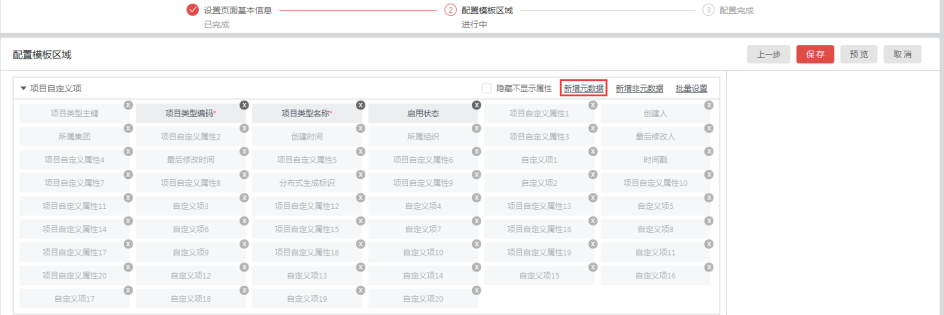 设置页面基本信息 2 配置模板区域 3 配置完成
已完成 进行中
配置模板区域 上一步 保存 预览 取消
项目自定义项 隐藏不显示属性 新增元数据 新增非元数据 批量设置
项目类型主键 项目类型编码* 项目类型名称* 启用状态 项目自定义属性1 创建人
所属集团 项目自定义属性2 创建时间 所属组织 项目自定义属性3 最后修改人
项目自定义属性4 最后修改时间 项目自定义属性5 项目自定义属性6 自定义项1 时间戳
项目自定义属性7 项目自定义属性8 分布式生成标识 项目自定义属性9 自定义项2 项目自定义属性10
项目自定义属性11 自定义项3 项目自定义属性12 自定义项4 项目自定义属性13 自定义项5
项目自定义属性14 自定义项6 项目自定义属性15 自定义项7 项目自定义属性16 自定义项8
项目自定义属性17 自定义项9 项目自定义属性18 自定义项10 项目自定义属性19 自定义项11
项目自定义属性20 自定义项12 自定义项13 自定义项14 自定义项15 自定义项16
自定义项17 自定义项18 自定义项19 自定义项20